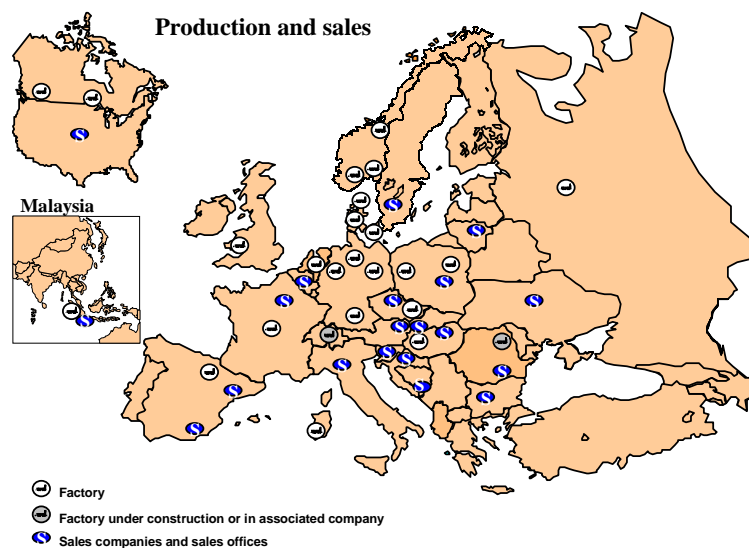 Production and sales
Malaysia
Factory
Factory under construction or in associated company
Sales companies and sales offices